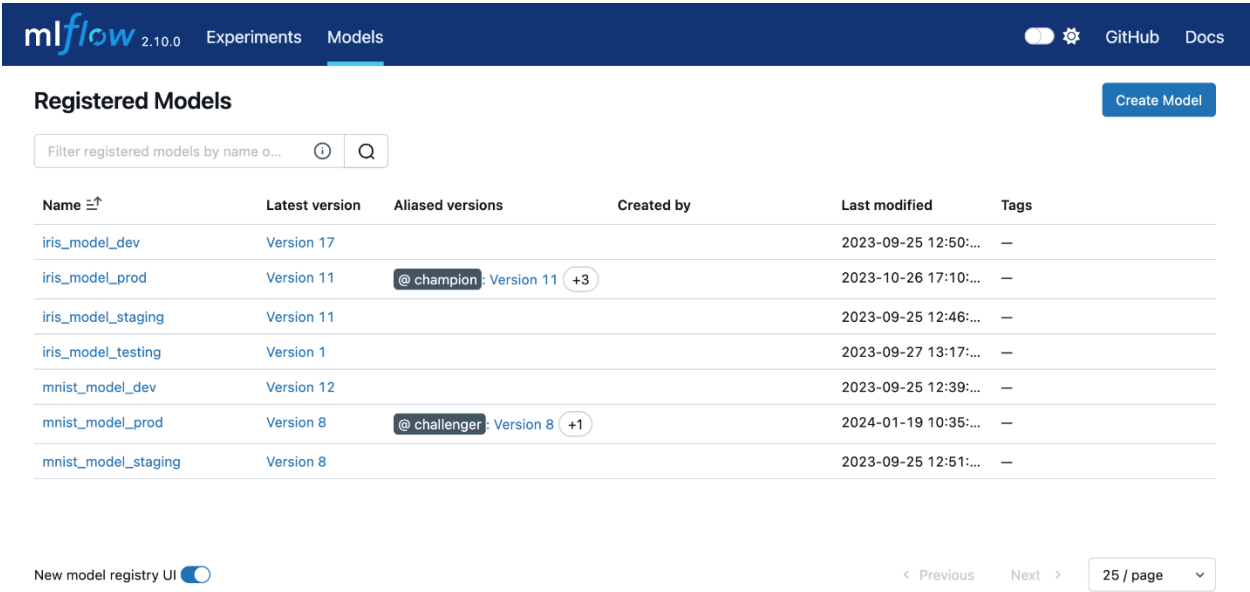 mlflow 2.10.0 Experiments Models GitHub Docs
Registered Models
Create Model
Filter registered models by name o...
Name Latest version Aliased versions Created by Last modified Tags
iris_model_dev Version 17 2023-09-25 12:50:... —
iris_model_prod Version 11 @ champion: Version 11 +3 2023-10-26 17:10:... —
iris_model_staging Version 11 2023-09-25 12:46:... —
iris_model_testing Version 1 2023-09-27 13:17:... —
mnist_model_dev Version 12 2023-09-25 12:39:... —
mnist_model_prod Version 8 @ challenger: Version 8 +1 2024-01-19 10:35:... —
mnist_model_staging Version 8 2023-09-25 12:51:... —
New model registry UI Previous Next 25 / page